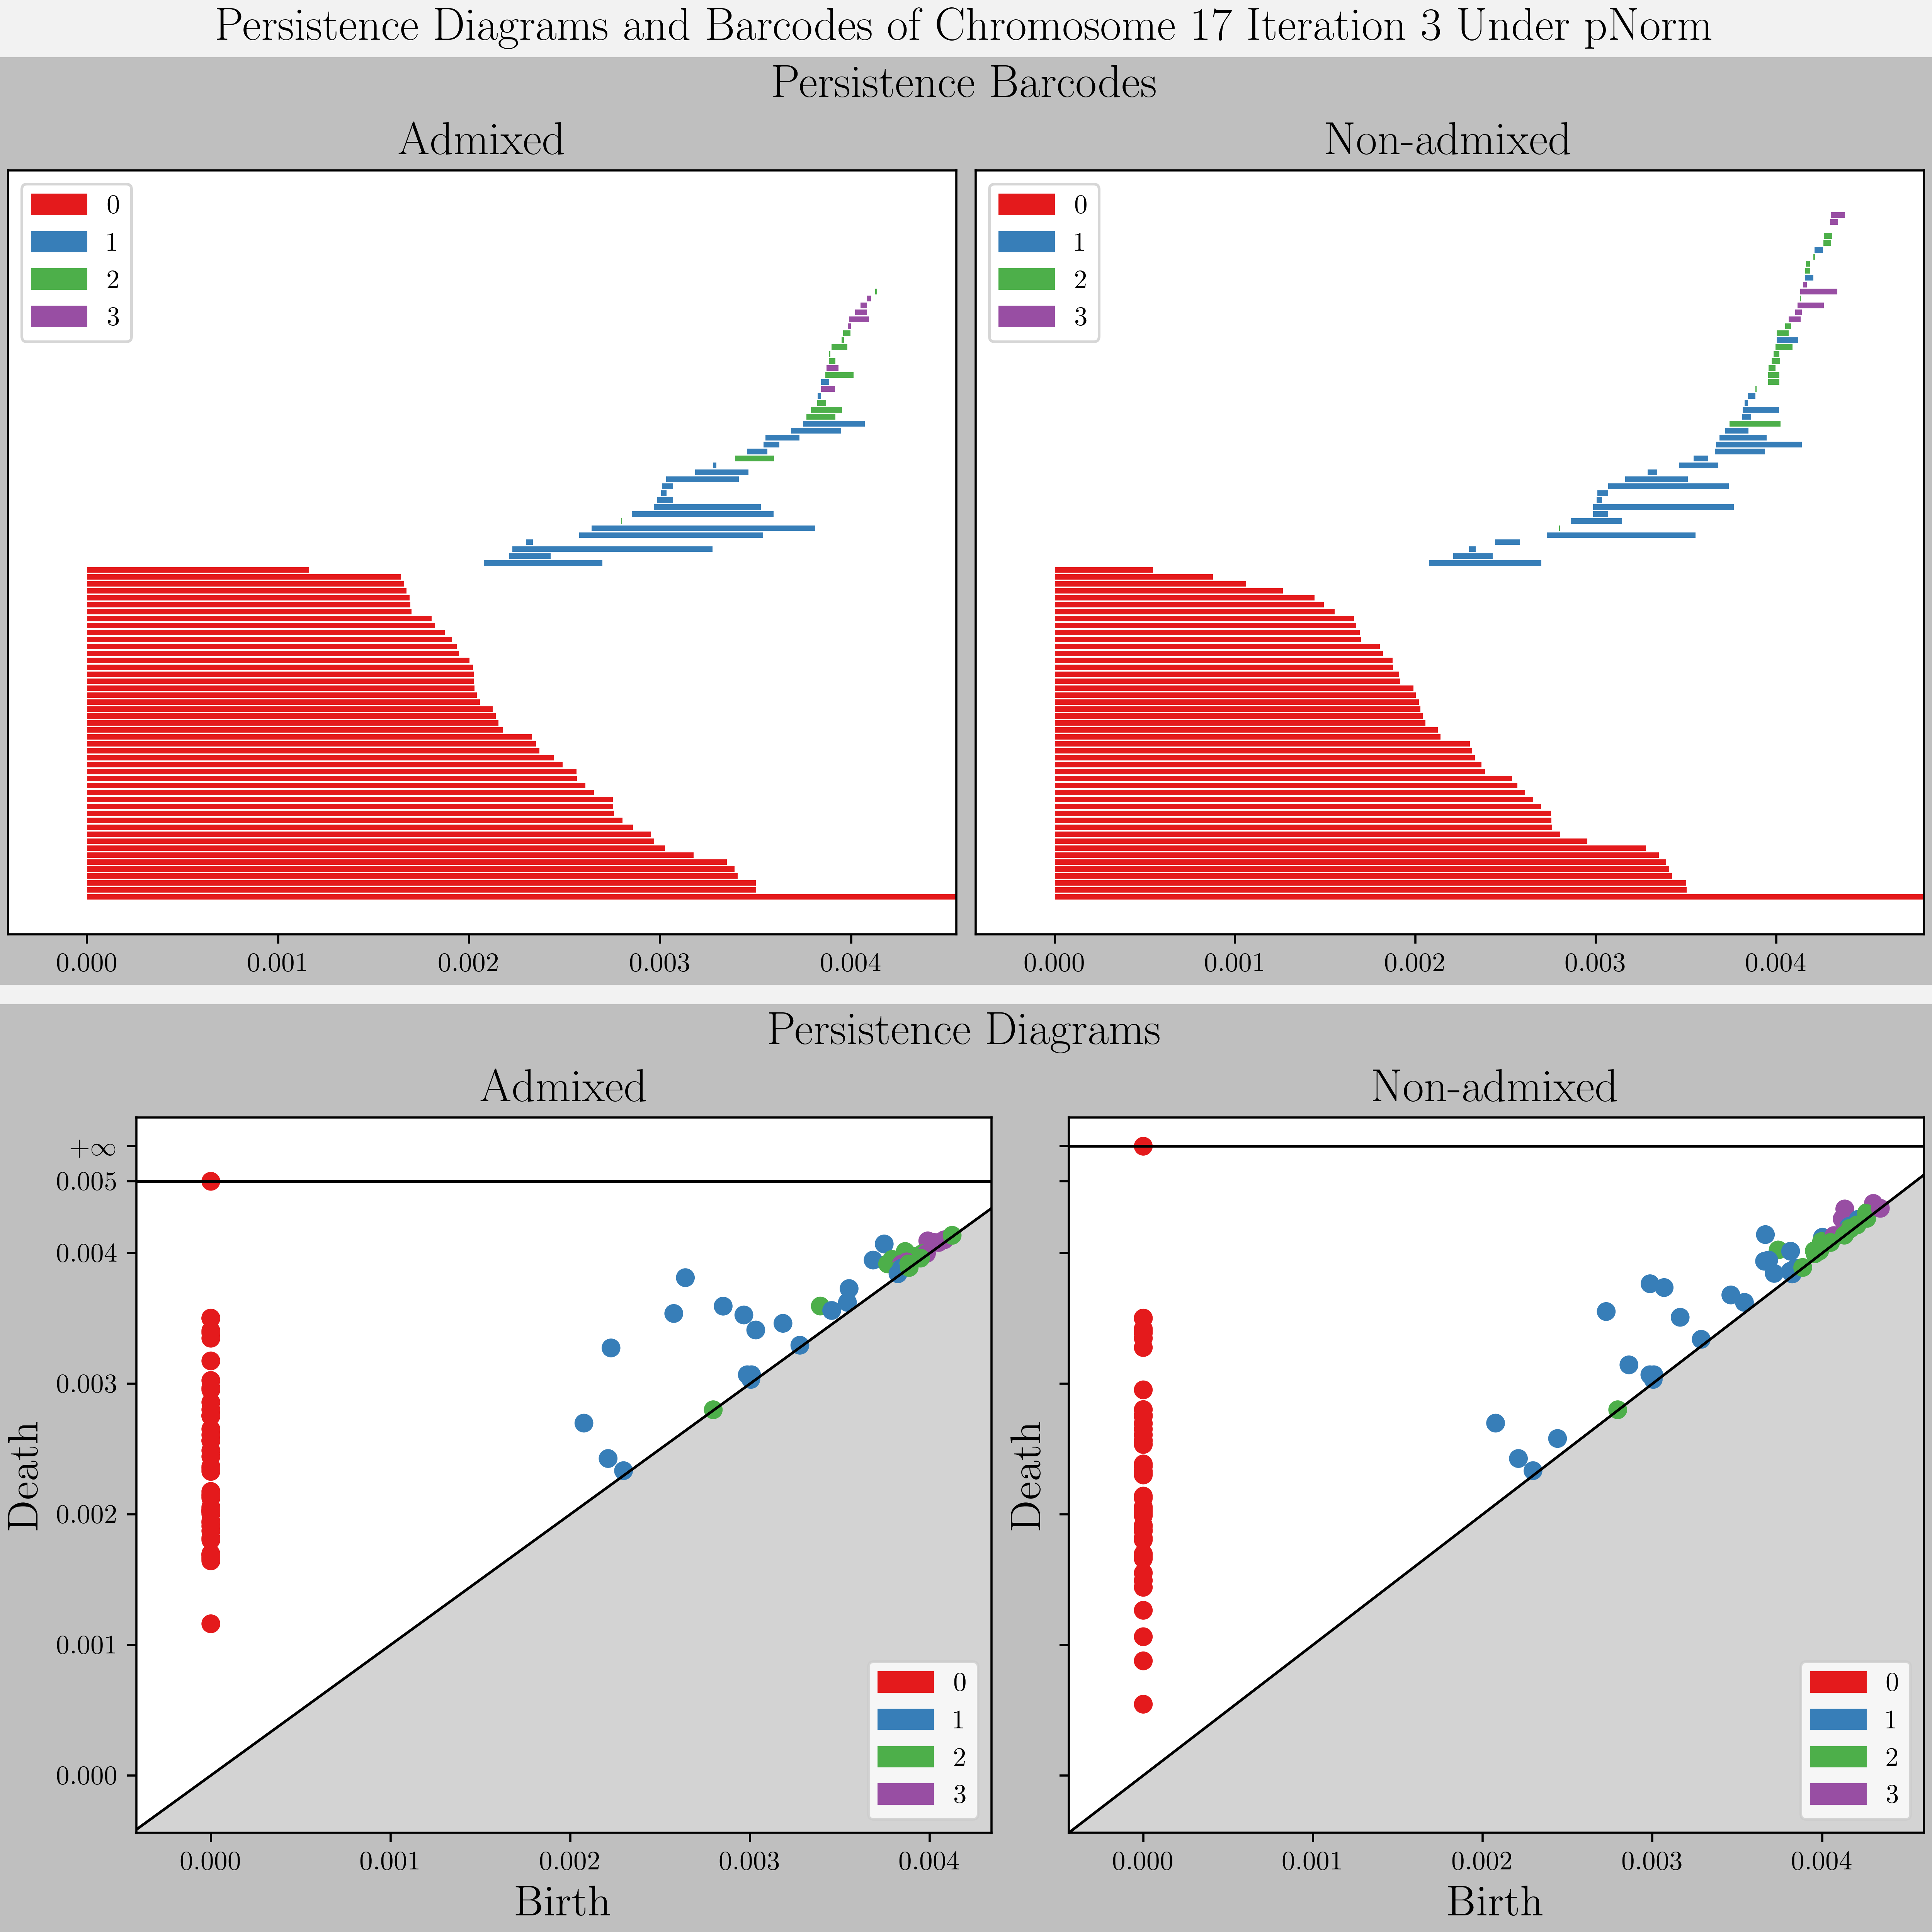 Persistence Diagrams and Barcodes of Chromosome 17 Iteration 3 Under pNorm
Persistence Barcodes
Admixed
0
1
2
3
0.000 0.001 0.002 0.003 0.004
Non-admixed
0
1
2
3
0.000 0.001 0.002 0.003 0.004
Persistence Diagrams
Admixed
Death
+∞
0.005
0.004
0.003
0.002
0.001
0.000
0
1
2
3
0.000 0.001 0.002 0.003 0.004
Birth
Non-admixed
Death
0
1
2
3
0.000 0.001 0.002 0.003 0.004
Birth